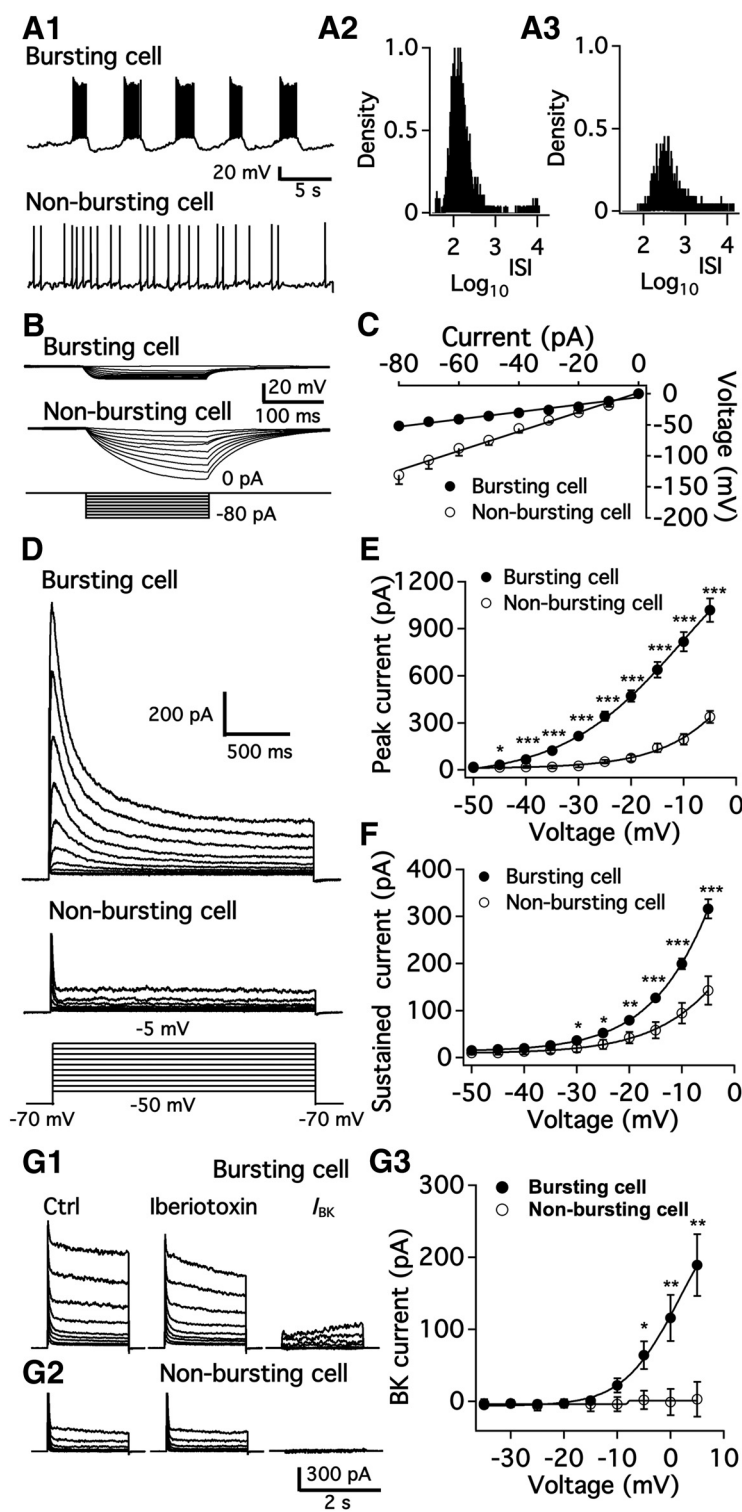 A1
Bursting cell
20 mV
5 s
Non-bursting cell
A2
Density
1.0
0.5
0
2 3 4
Log10 ISI
A3
Density
1.0
0.5
0
2 3 4
Log10 ISI
B
Bursting cell
20 mV
100 ms
Non-bursting cell
0 pA
-80 pA
C
Current (pA)
-80 -60 -40 -20 0
0
-50
-100
-150
-200
Voltage (mV)
Bursting cell
Non-bursting cell
D
Bursting cell
200 pA
500 ms
Non-bursting cell
-5 mV
-50 mV
-70 mV
-70 mV
E
Bursting cell
Non-bursting cell
Peak current (pA)
1200
900
600
300
0
* *** *** *** *** *** *** *** ***
-50 -40 -30 -20 -10 0
Voltage (mV)
F
Bursting cell
Non-bursting cell
Sustained current (pA)
400
300
200
100
0
* * ** *** *** ***
-50 -40 -30 -20 -10 0
Voltage (mV)
G1
Bursting cell
Ctrl Iberiotoxin IBK
G2
Non-bursting cell
300 pA
2 s
G3
Bursting cell
Non-bursting cell
BK current (pA)
300
200
100
0
* ** **
-30 -20 -10 0 10
Voltage (mV)